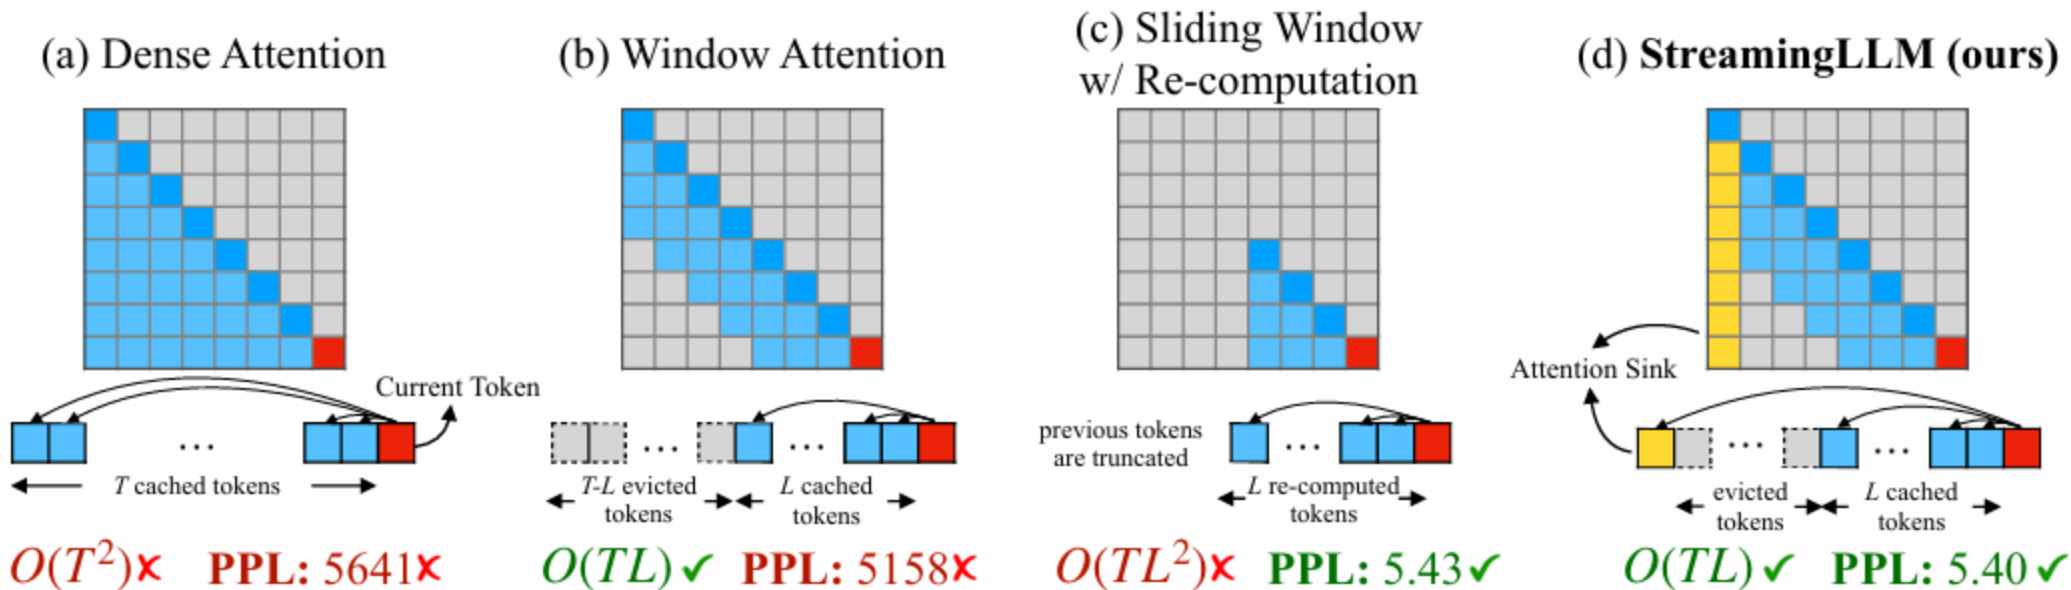 (a) Dense Attention
Current Token
T cached tokens
O(T²)✗ PPL: 5641✗
(b) Window Attention
...
T-L evicted
tokens
L cached
tokens
O(TL) ✓ PPL: 5158✗
(c) Sliding Window
w/ Re-computation
previous tokens
are truncated
...
L re-computed
tokens
O(TL²)✗ PPL: 5.43✓
(d) StreamingLLM (ours)
Attention Sink
...
evicted
tokens
L cached
tokens
O(TL) ✓ PPL: 5.40✓